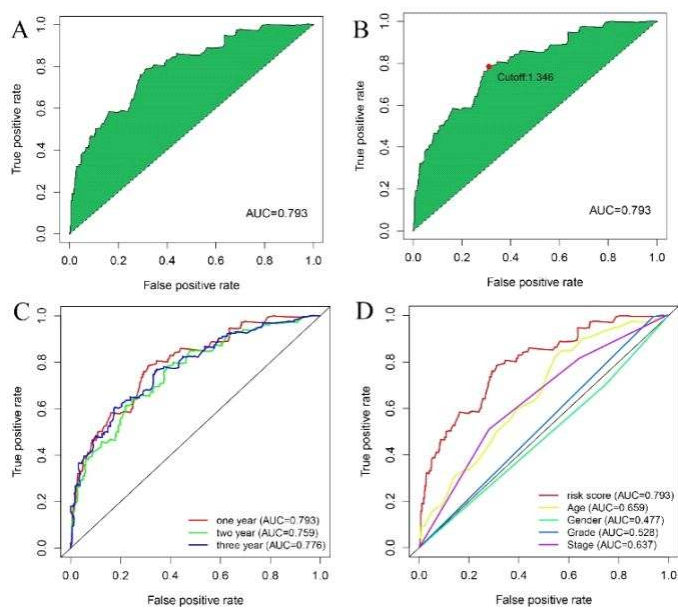 A
True positive rate
1.0
0.8
0.6
0.4
0.2
0.0
AUC=0.793
0.0 0.2 0.4 0.6 0.8 1.0
False positive rate
B
True positive rate
1.0
0.8
0.6
0.4
0.2
0.0
Cutoff:1.346
AUC=0.793
0.0 0.2 0.4 0.6 0.8 1.0
False positive rate
C
True positive rate
1.0
0.8
0.6
0.4
0.2
0.0
one year (AUC=0.793)
two year (AUC=0.759)
three year (AUC=0.776)
0.0 0.2 0.4 0.6 0.8 1.0
False positive rate
D
True positive rate
1.0
0.8
0.6
0.4
0.2
0.0
risk score (AUC=0.793)
Age (AUC=0.659)
Gender (AUC=0.477)
Grade (AUC=0.528)
Stage (AUC=0.637)
0.0 0.2 0.4 0.6 0.8 1.0
False positive rate